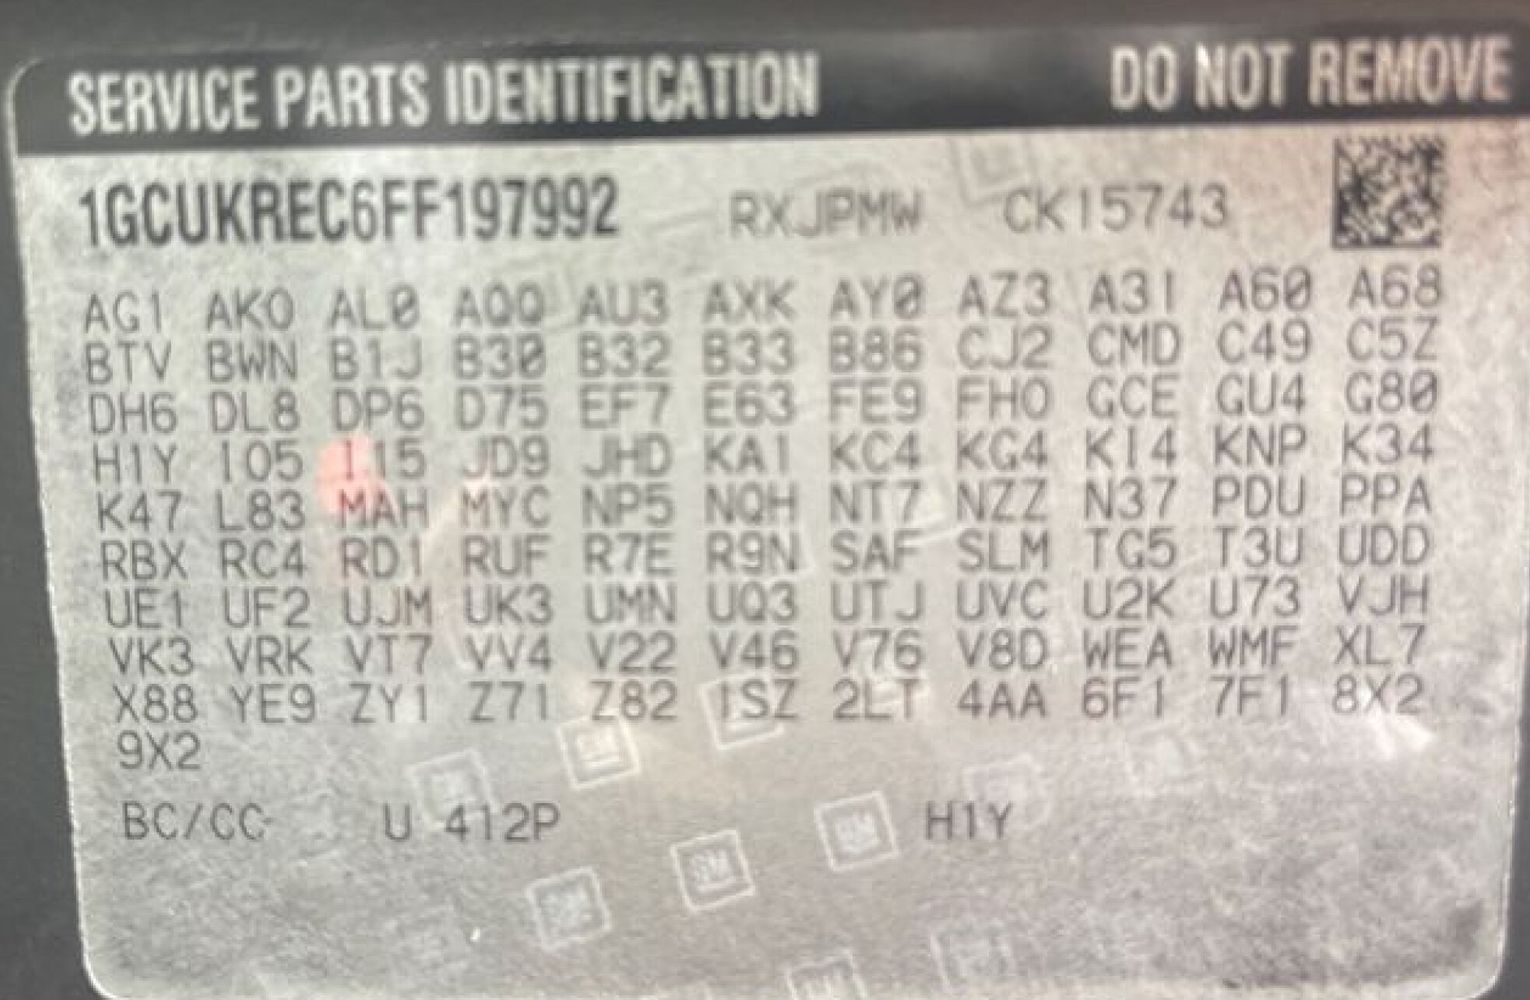 SERVICE PARTS IDENTIFICATION DO NOT REMOVE
1GCUKREC6FF197992 RXJPMW CK15743
AG1 AKO AL0 AQQ AU3 AXK AY0 AZ3 A31 A60 A68
BTV BWN B1J B30 B32 B33 B86 CJ2 CMD C49 C5Z
DH6 DL8 DP6 D75 EF7 E63 FE9 FHO GCE GU4 G80
H1Y IO5 I15 JD9 JHD KA1 KC4 KG4 KI4 KNP K34
K47 L83 MAH MYC NP5 NQH NT7 NZZ N37 PDU PPA
RBX RC4 RD1 RUF R7E R9N SAF SLM TG5 T3U UDD
UE1 UF2 UJM UK3 UMN UQ3 UTJ UVC U2K U73 VJH
VK3 VRK VT7 VV4 V22 V46 V76 V8D WEA WMF XL7
X88 YE9 ZY1 Z71 Z82 1SZ 2LT 4AA 6F1 7F1 8X2
9X2
BC/CC U 412P H1Y
GM
GM